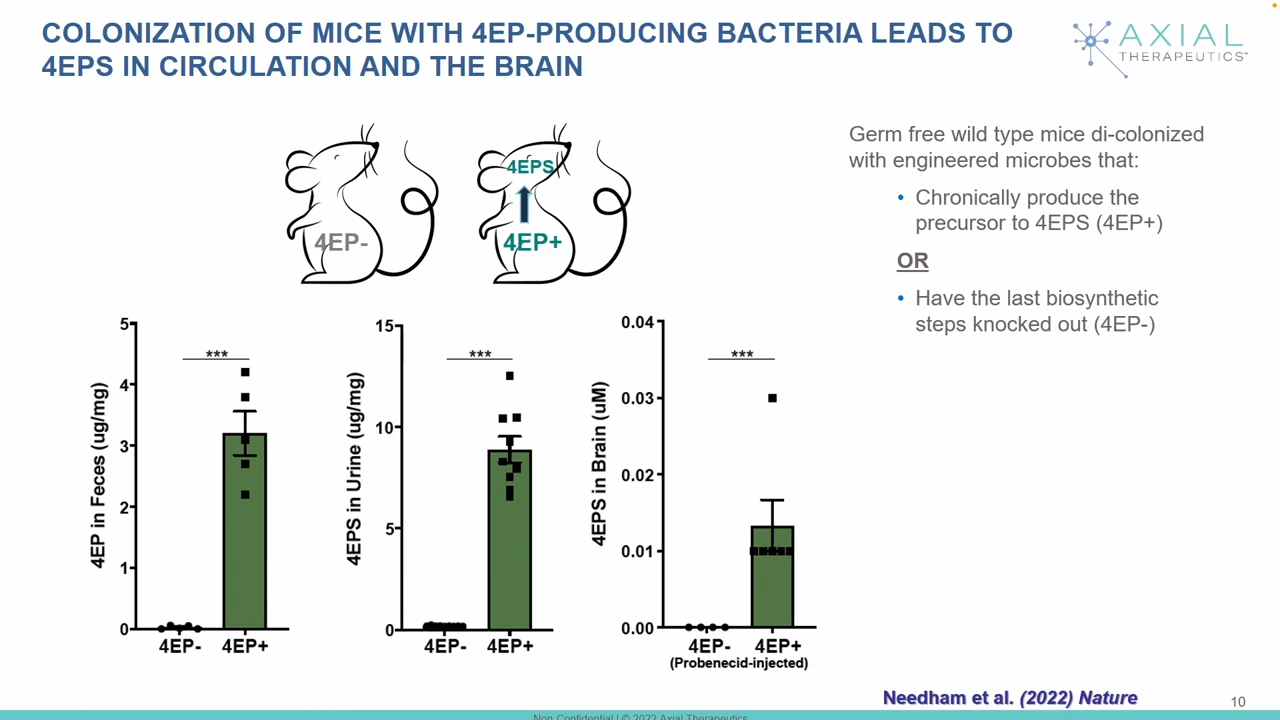 COLONIZATION OF MICE WITH 4EP-PRODUCING BACTERIA LEADS TO
4EPS IN CIRCULATION AND THE BRAIN
AXIAL
THERAPEUTICS™
4EP-
4EPS
4EP+
Germ free wild type mice di-colonized
with engineered microbes that:
• Chronically produce the
precursor to 4EPS (4EP+)
OR
• Have the last biosynthetic
steps knocked out (4EP-)
4EP in Feces (ug/mg)
5
4
3
2
1
0
***
4EP- 4EP+
4EPS in Urine (ug/mg)
15
10
5
0
***
4EP- 4EP+
4EPS in Brain (uM)
0.04
0.03
0.02
0.01
0.00
***
4EP- 4EP+
(Probenecid-injected)
Needham et al. (2022) Nature
10
Non-Confidential | © 2022 Axial Therapeutics